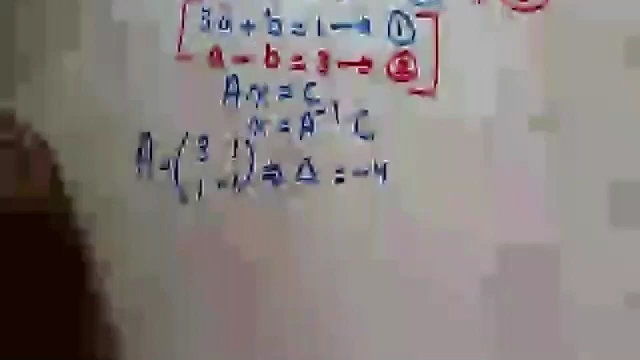 3a + b = 1 → ①
a - b = 3 → ②
Ax = C
x = A⁻¹ C
A = (3 1
1 -1) ⇒ Δ = -4